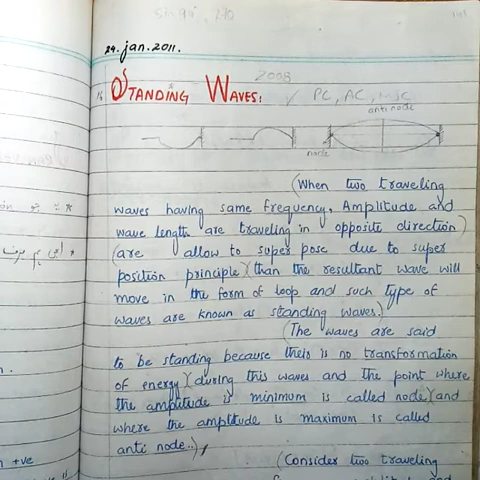 24. jan. 2011.
2008
STANDING WAVES:
PC, AC, MJC
anti node
node
(When two traveling
waves having same frequency, Amplitude and
wave length are traveling in opposite direction)
(are allow to super pose due to super
position principle)(than the resultant wave will
move in the form of loop and such type of
waves are known as standing waves.)
(The waves are said
to be standing because theis is no transformation
of energy)(during this waves and the point where
the amplitude is minimum is called node)(and
where the ampltude is maximum is called
anti node..)
(Consider two traveling
n +ve